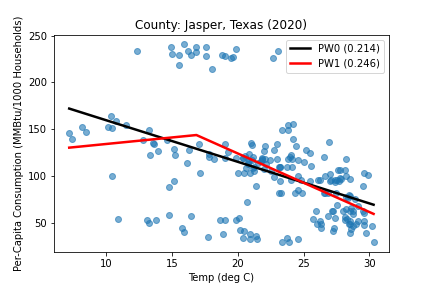 County: Jasper, Texas (2020)
Per-Capita Consumption (MMBtu/1000 Households)
250
200
150
100
50
PW0 (0.214)
PW1 (0.246)
10
15
20
25
30
Temp (deg C)